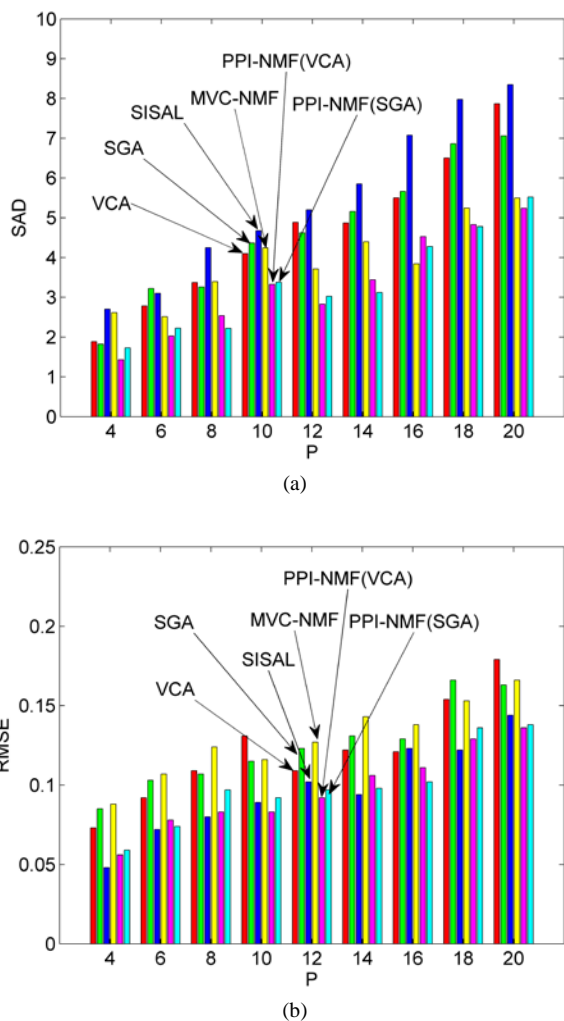 10
9
8
7
6
5
4
3
2
1
0
SAD
PPI-NMF(VCA)
MVC-NMF
PPI-NMF(SGA)
SISAL
SGA
VCA
4 6 8 10 12 14 16 18 20
P
(a)
0.25
0.2
0.15
0.1
0.05
0
RMSE
PPI-NMF(VCA)
SGA
MVC-NMF
PPI-NMF(SGA)
SISAL
VCA
4 6 8 10 12 14 16 18 20
P
(b)